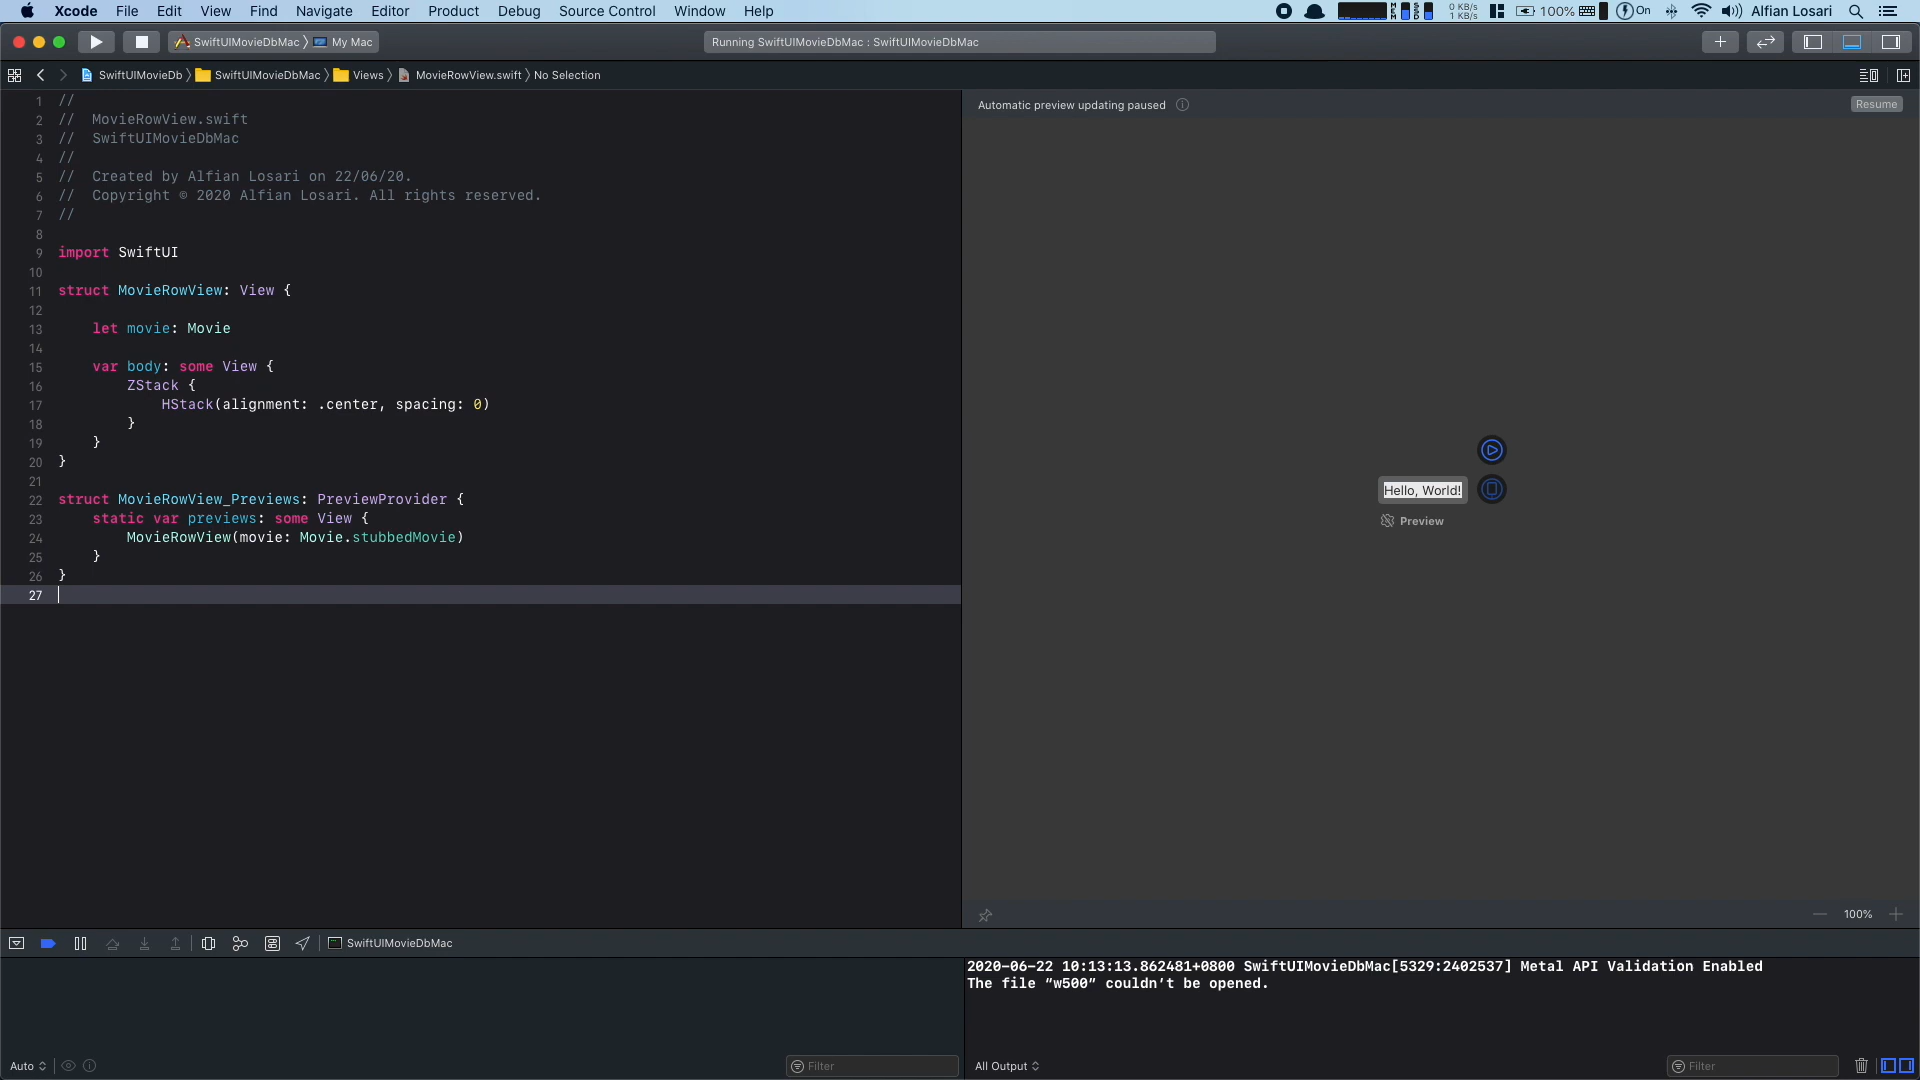 Xcode File Edit View Find Navigate Editor Product Debug Source Control Window Help
0 KB/s
1 KB/s
100% On Alfian Losari
SwiftUIMovieDbMac My Mac
Running SwiftUIMovieDbMac : SwiftUIMovieDbMac
SwiftUIMovieDb SwiftUIMovieDbMac Views MovieRowView.swift No Selection
Automatic preview updating paused
Resume
1 //
2 //  MovieRowView.swift
3 //  SwiftUIMovieDbMac
4 //
5 //  Created by Alfian Losari on 22/06/20.
6 //  Copyright © 2020 Alfian Losari. All rights reserved.
7 //
8
9 import SwiftUI
10
11 struct MovieRowView: View {
12
13     let movie: Movie
14
15     var body: some View {
16         ZStack {
17             HStack(alignment: .center, spacing: 0)
18         }
19     }
20 }
21
22 struct MovieRowView_Previews: PreviewProvider {
23     static var previews: some View {
24         MovieRowView(movie: Movie.stubbedMovie)
25     }
26 }
27
Hello, World!
Preview
100%
SwiftUIMovieDbMac
2020-06-22 10:13:13.862481+0800 SwiftUIMovieDbMac[5329:2402537] Metal API Validation Enabled
The file “w500” couldn’t be opened.
Auto
Filter
All Output
Filter